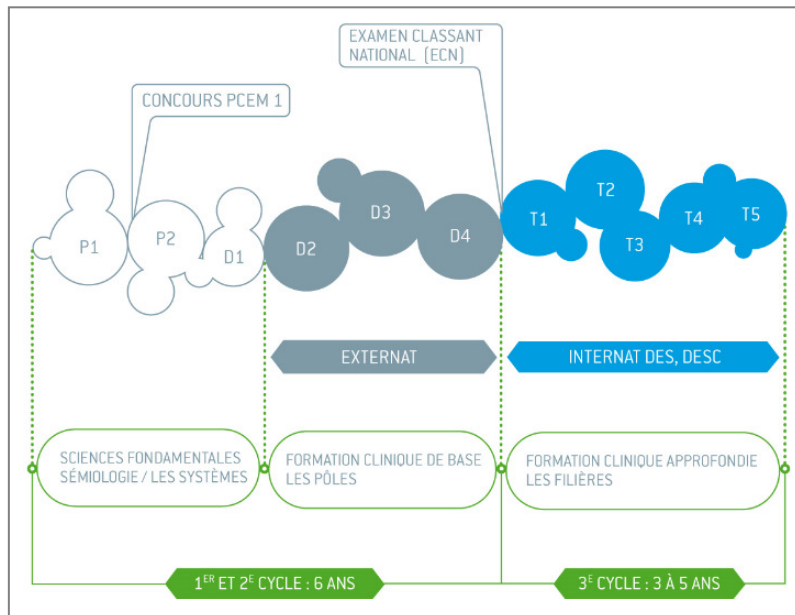 EXAMEN CLASSANT
NATIONAL (ECN)
CONCOURS PCEM 1
P1
P2
D1
D2
D3
D4
T1
T2
T3
T4
T5
EXTERNAT
INTERNAT DES, DESC
SCIENCES FONDAMENTALES
SÉMIOLOGIE / LES SYSTÈMES
FORMATION CLINIQUE DE BASE
LES PÔLES
FORMATION CLINIQUE APPROFONDIE
LES FILIÈRES
1ER ET 2E CYCLE : 6 ANS
3E CYCLE : 3 À 5 ANS